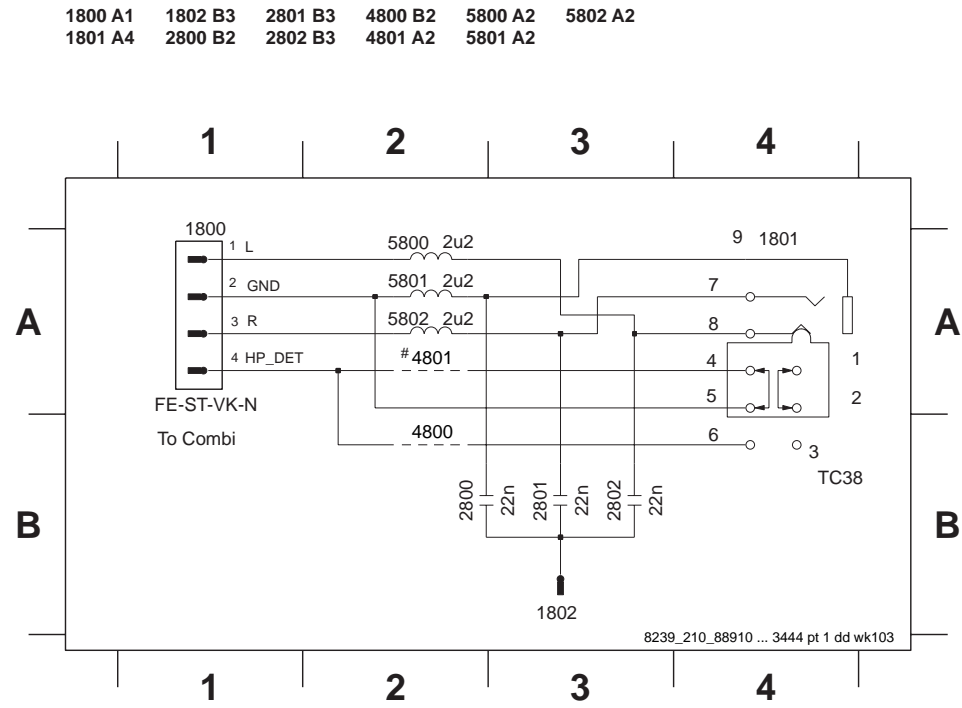 1800 A1 1802 B3 2801 B3 4800 B2 5800 A2 5802 A2
1801 A4 2800 B2 2802 B3 4801 A2 5801 A2
1 2 3 4
1800
1 L
5800 2u2
9 1801
2 GND
5801 2u2
7
A
3 R
5802 2u2
8
A
4 HP_DET
# 4801
4
1
5
2
FE-ST-VK-N
To Combi
4800
6
3
TC38
2800 22n 2801 22n 2802 22n
B
B
1802
8239_210_88910 ... 3444 pt 1 dd wk103
1 2 3 4